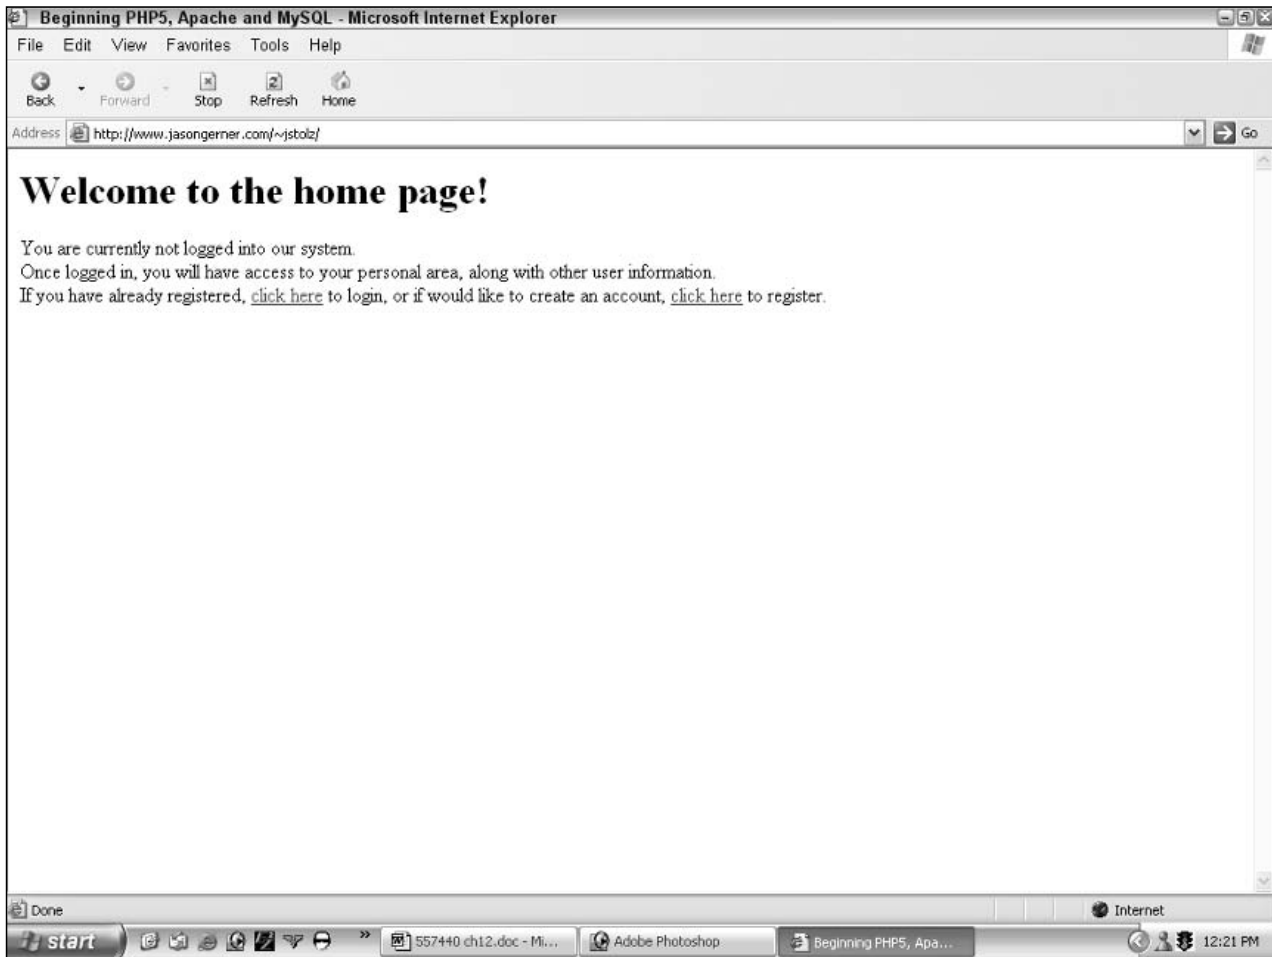 Beginning PHP5, Apache and MySQL - Microsoft Internet Explorer
File Edit View Favorites Tools Help
Back Forward Stop Refresh Home
Address http://www.jasongerner.com/~jstolz/ Go
Welcome to the home page!
You are currently not logged into our system.
Once logged in, you will have access to your personal area, along with other user information.
If you have already registered, click here to login, or if would like to create an account, click here to register.
Done Internet
start » 557440 ch12.doc - Mi... Adobe Photoshop Beginning PHP5, Apa... 12:21 PM